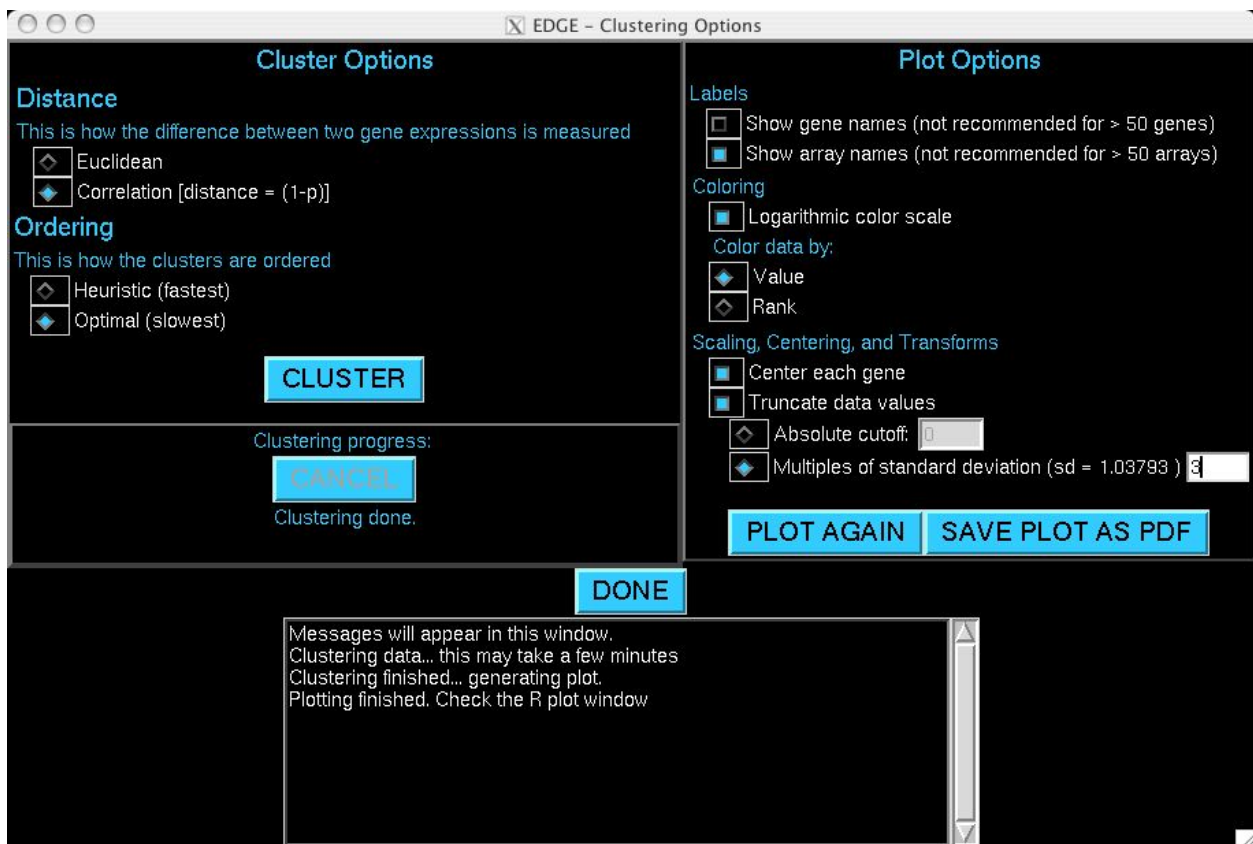 X EDGE - Clustering Options
Cluster Options
Distance
This is how the difference between two gene expressions is measured
Euclidean
Correlation [distance = (1-p)]
Ordering
This is how the clusters are ordered
Heuristic (fastest)
Optimal (slowest)
CLUSTER
Clustering progress:
CANCEL
Clustering done.
Plot Options
Labels
Show gene names (not recommended for > 50 genes)
Show array names (not recommended for > 50 arrays)
Coloring
Logarithmic color scale
Color data by:
Value
Rank
Scaling, Centering, and Transforms
Center each gene
Truncate data values
Absolute cutoff: 0
Multiples of standard deviation (sd = 1.03793 ) 3
PLOT AGAIN SAVE PLOT AS PDF
DONE
Messages will appear in this window.
Clustering data... this may take a few minutes
Clustering finished... generating plot.
Plotting finished. Check the R plot window